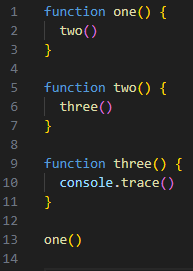 1 function one() {
2   two()
3 }
4
5 function two() {
6   three()
7 }
8
9 function three() {
10   console.trace()
11 }
12
13 one()
14